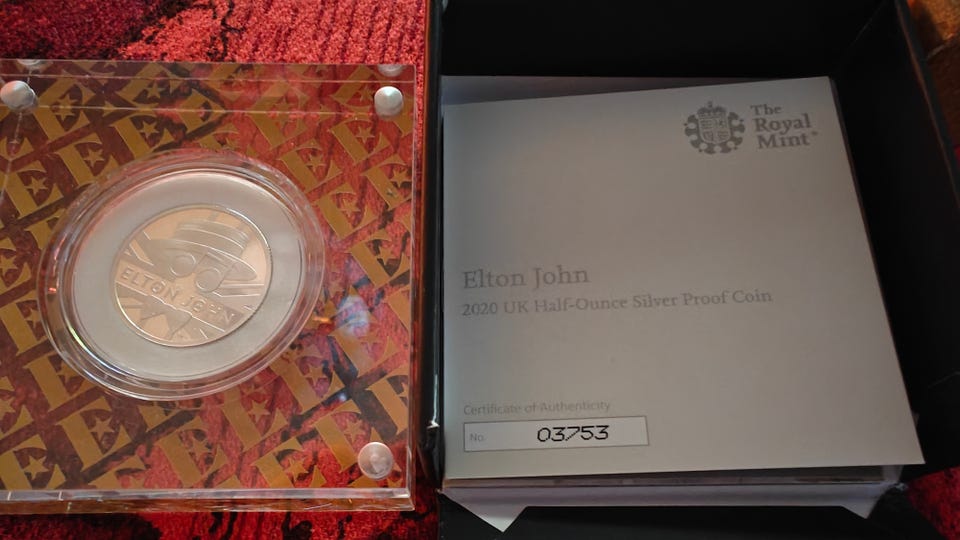 ELTON JOHN
The
Royal
Mint®
Elton John
2020 UK Half-Ounce Silver Proof Coin
Certificate of Authenticity
No. 03753